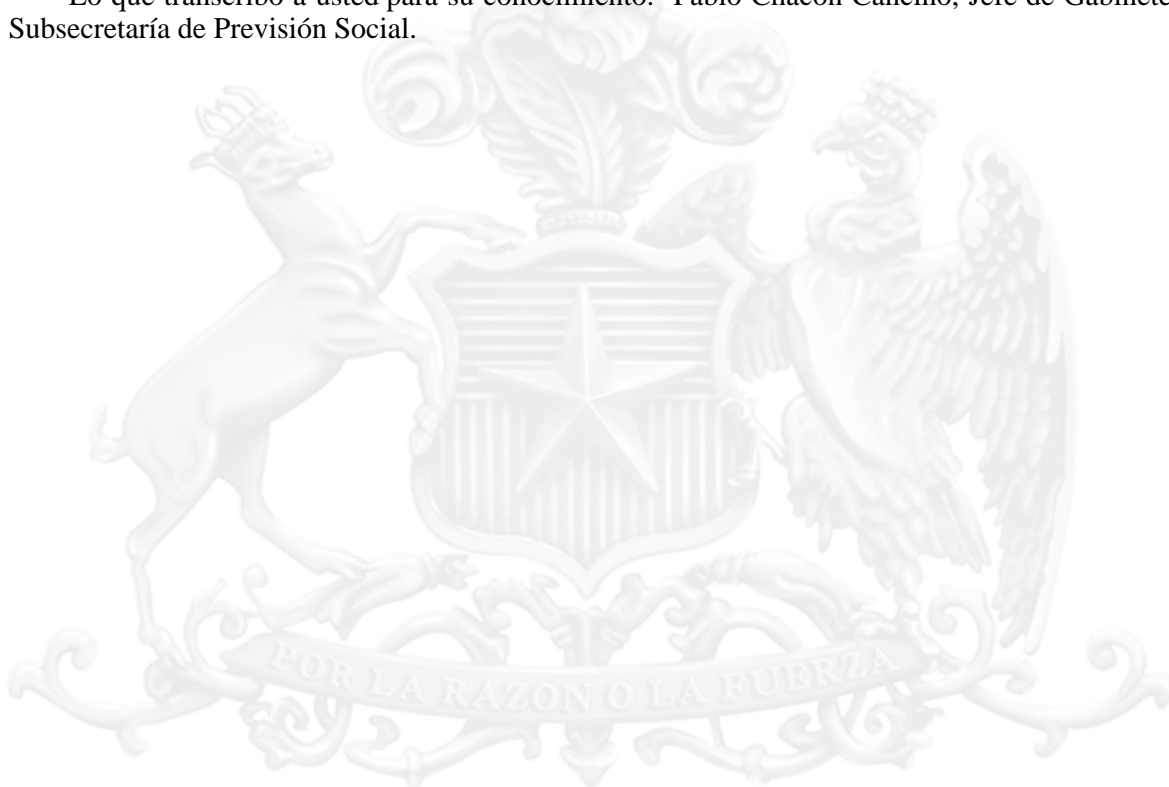 Lo que transcribo a usted para su conocimiento.- Pablo Chacón Cancino, Jefe de Gabinete
Subsecretaría de Previsión Social.
POR LA RAZON O LA FUERZA